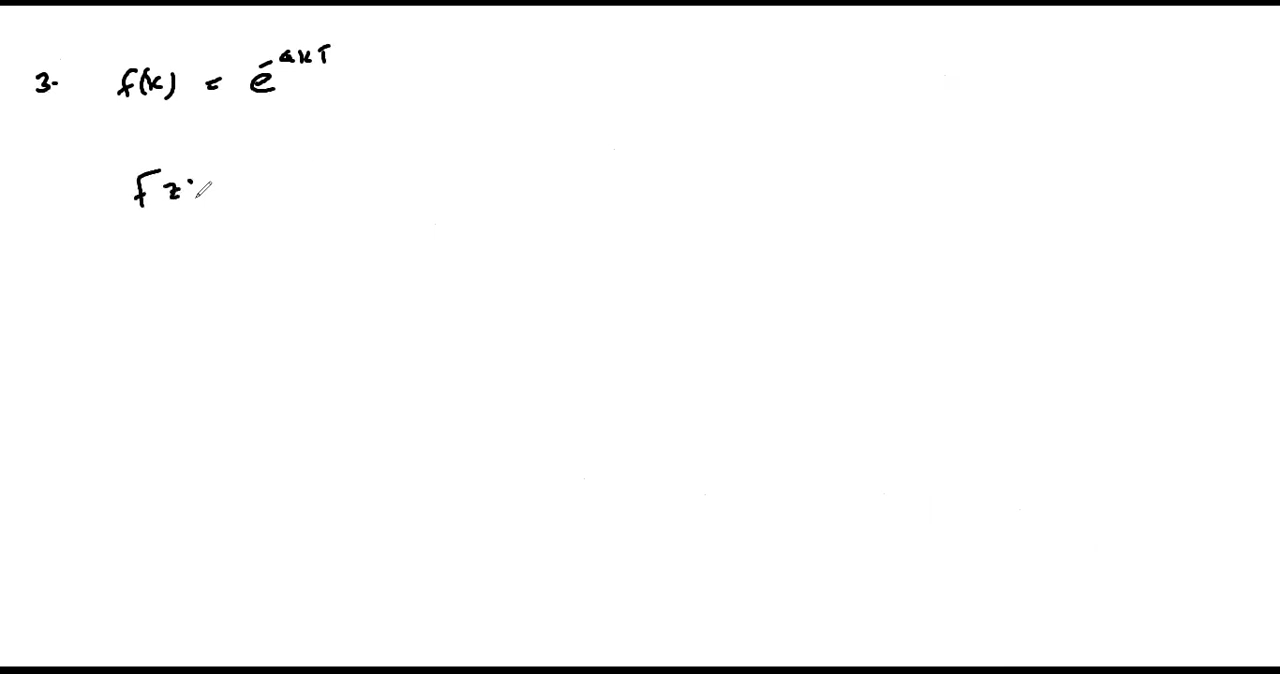 3. f(k) = e^-akT
F z